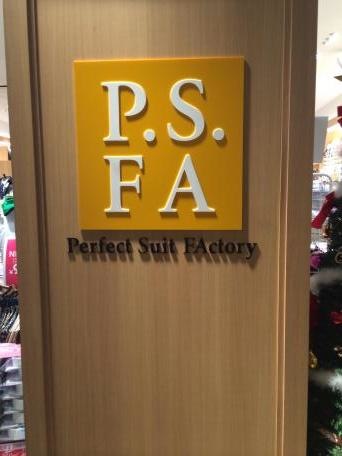 P.S.
FA
Perfect Suit FActory